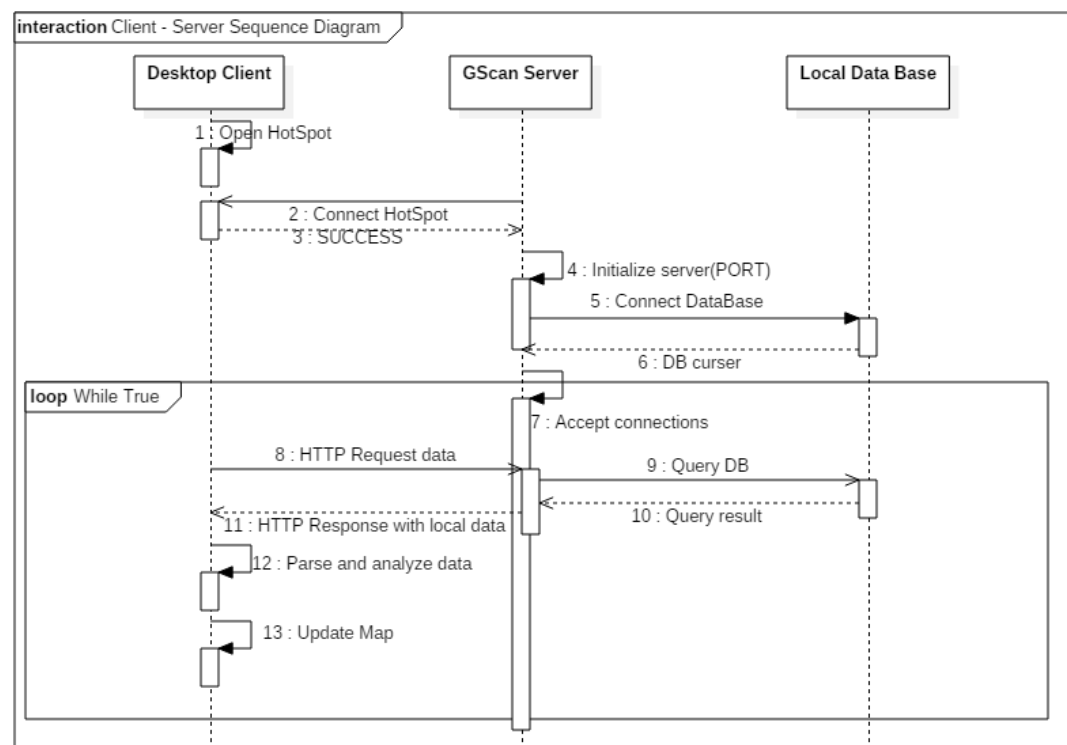 interaction Client - Server Sequence Diagram
Desktop Client
GScan Server
Local Data Base
1 : Open HotSpot
2 : Connect HotSpot
3 : SUCCESS
4 : Initialize server(PORT)
5 : Connect DataBase
6 : DB curser
loop While True
7 : Accept connections
8 : HTTP Request data
9 : Query DB
10 : Query result
11 : HTTP Response with local data
12 : Parse and analyze data
13 : Update Map